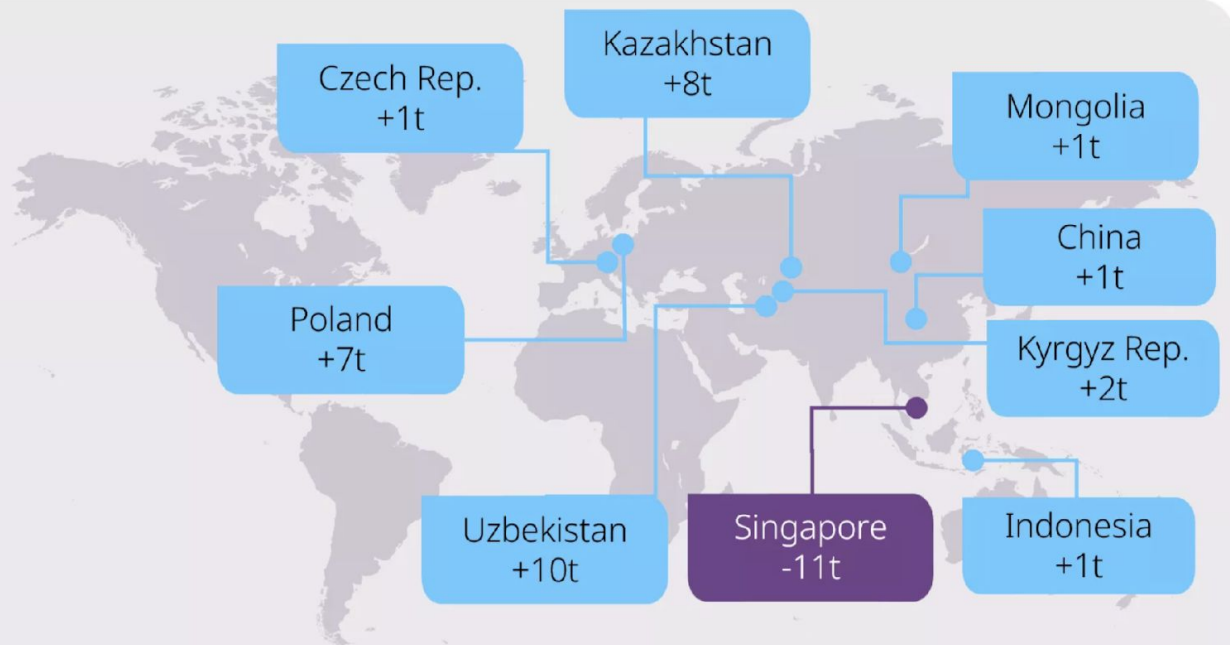 Kazakhstan
+8t
Czech Rep.
+1t
Mongolia
+1t
China
+1t
Poland
+7t
Kyrgyz Rep.
+2t
Uzbekistan
+10t
Singapore
-11t
Indonesia
+1t